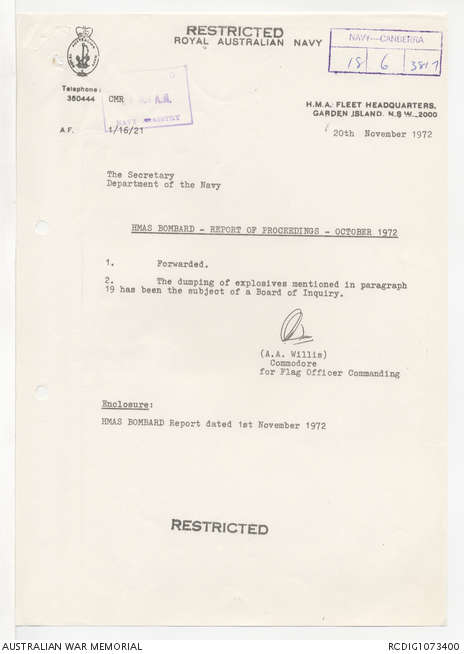 RESTRICTED
ROYAL AUSTRALIAN NAVY
NAVY—CANBERRA
18 6 3817
Telephone:
360444
CMR
NAVY REGISTRY
H.M.A. FLEET HEADQUARTERS,
GARDEN ISLAND. N.S.W. 2000
A.F. 1/16/21
20th November 1972
The Secretary
Department of the Navy
HMAS BOMBARD - REPORT OF PROCEEDINGS - OCTOBER 1972
1. Forwarded.
2. The dumping of explosives mentioned in paragraph
19 has been the subject of a Board of Inquiry.
(A.A. Willis)
Commodore
for Flag Officer Commanding
Enclosure:
HMAS BOMBARD Report dated 1st November 1972
RESTRICTED
AUSTRALIAN WAR MEMORIAL
RCDIG1073400